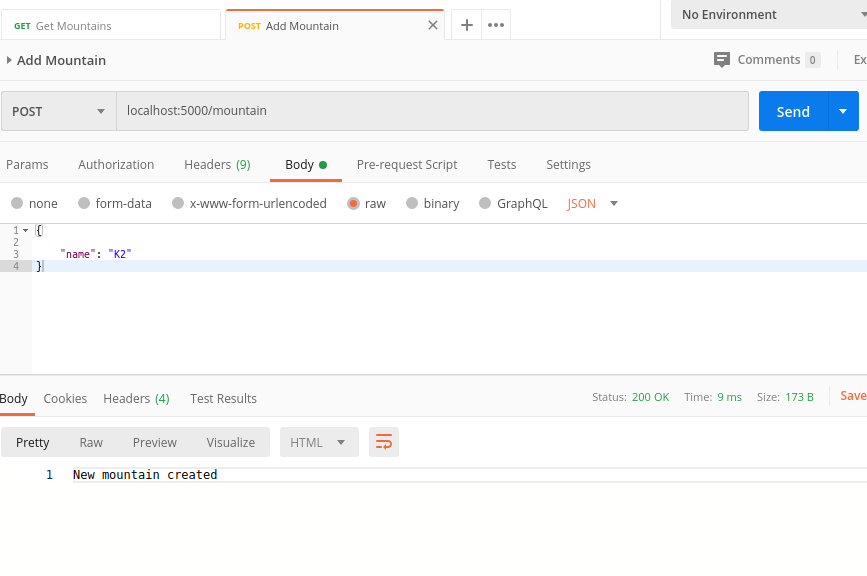 GET Get Mountains
POST Add Mountain
No Environment
Add Mountain
Comments 0
Ex
POST
localhost:5000/mountain
Send
Params Authorization Headers (9) Body Pre-request Script Tests Settings
none form-data x-www-form-urlencoded raw binary GraphQL JSON
1 {
2
3 "name": "K2"
4 }
Body Cookies Headers (4) Test Results Status: 200 OK Time: 9 ms Size: 173 B Save
Pretty Raw Preview Visualize HTML
1 New mountain created